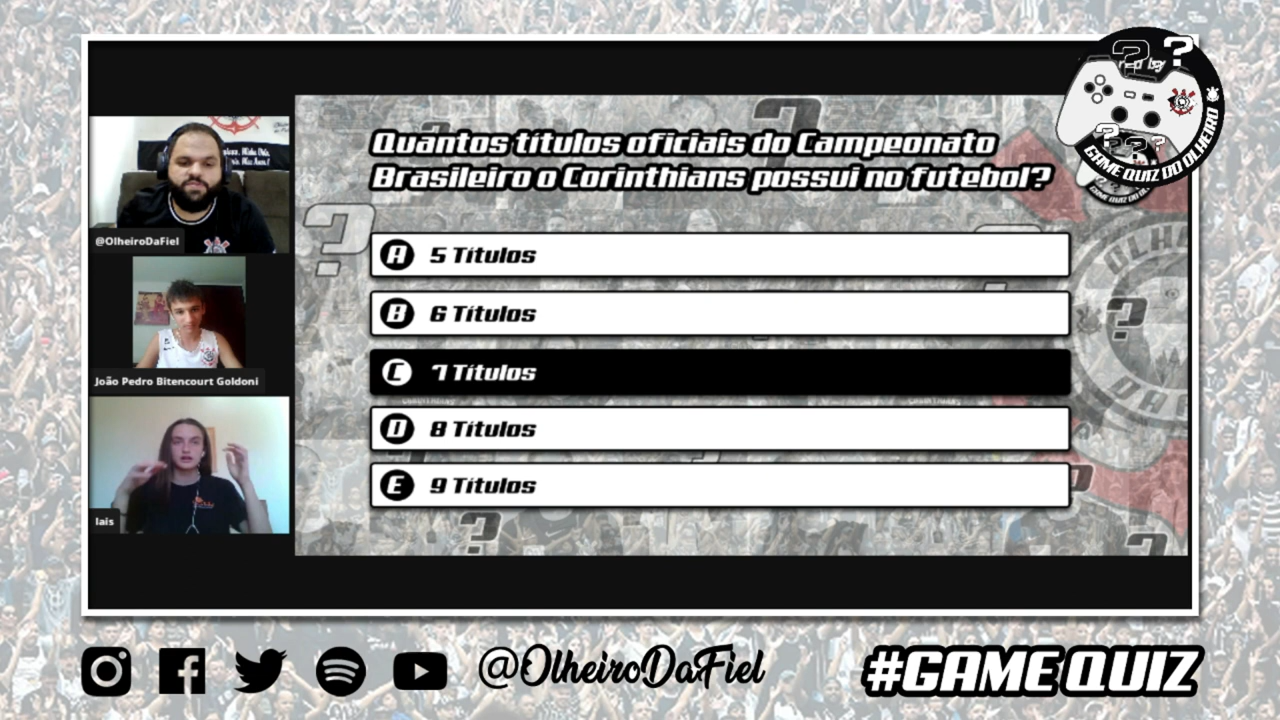 Quantos títulos oficiais do Campeonato
Brasileiro o Corinthians possui no futebol?
A 5 Títulos
B 6 Títulos
C 7 Títulos
D 8 Títulos
E 9 Títulos
@OlheiroDaFiel
João Pedro Bitencourt Goldoni
lais
GAME QUIZ DO OLHEIRO
@OlheiroDaFiel
#GAME QUIZ